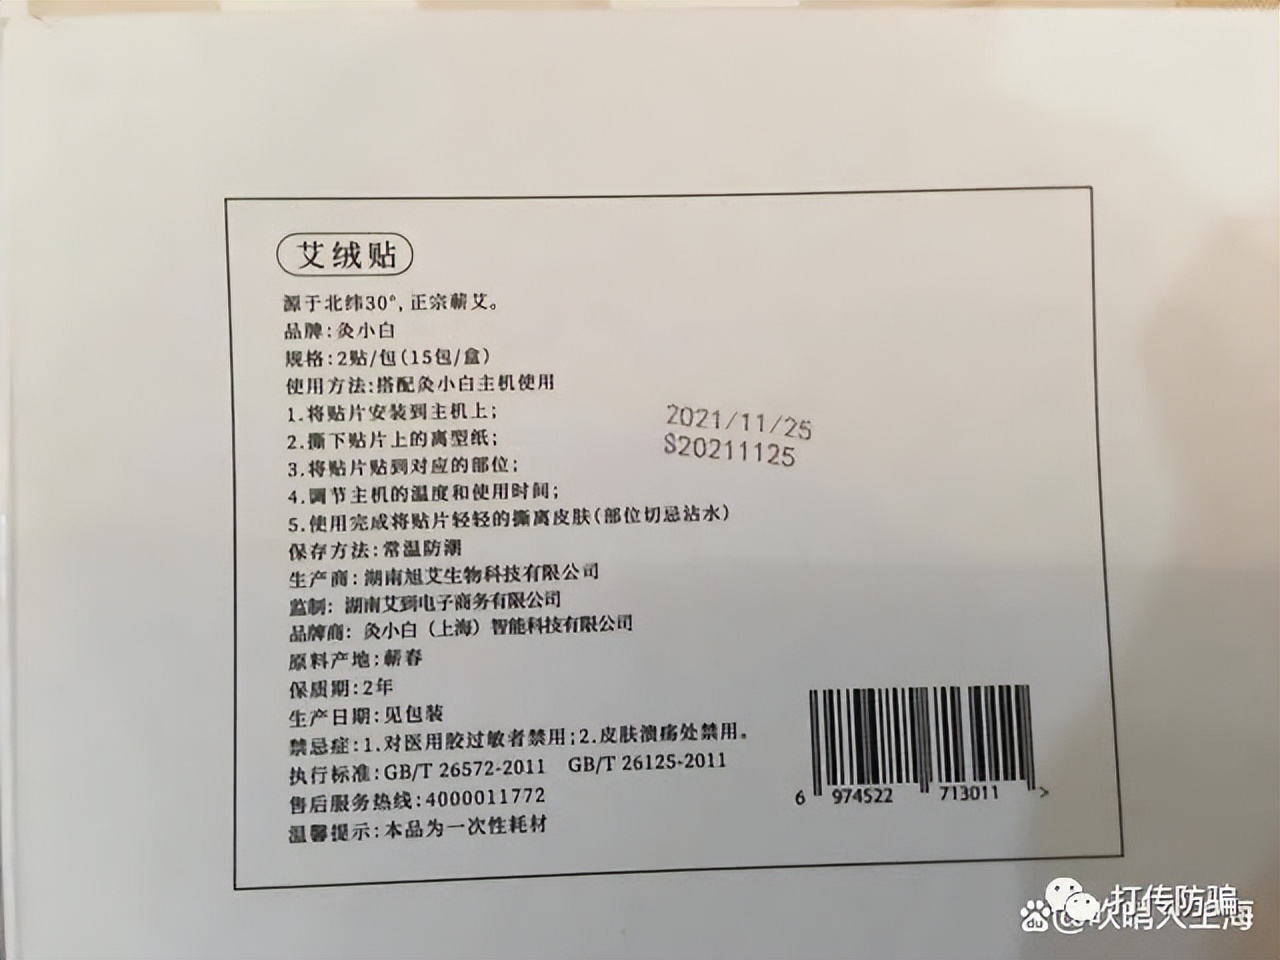 艾绒贴
源于北纬30°,正宗蕲艾。
品牌:灸小白
规格:2贴/包(15包/盒)
使用方法:搭配灸小白主机使用
1.将贴片安装到主机上;
2.撕下贴片上的离型纸;
3.将贴片贴到对应的部位;
4.调节主机的温度和使用时间;
5.使用完成将贴片轻轻的撕离皮肤(部位切忌沾水)
保存方法:常温防潮
生产商:湖南旭艾生物科技有限公司
监制:湖南艾到电子商务有限公司
品牌商:灸小白(上海)智能科技有限公司
原料产地:蕲春
保质期:2年
生产日期:见包装
禁忌症:1.对医用胶过敏者禁用;2.皮肤溃疡处禁用。
执行标准:GB/T 26572-2011 GB/T 26125-2011
售后服务热线:4000011772
温馨提示:本品为一次性耗材
2021/11/25
S20211125
6 974522 713011 >
打传防骗
Bai du @吹哨人上海